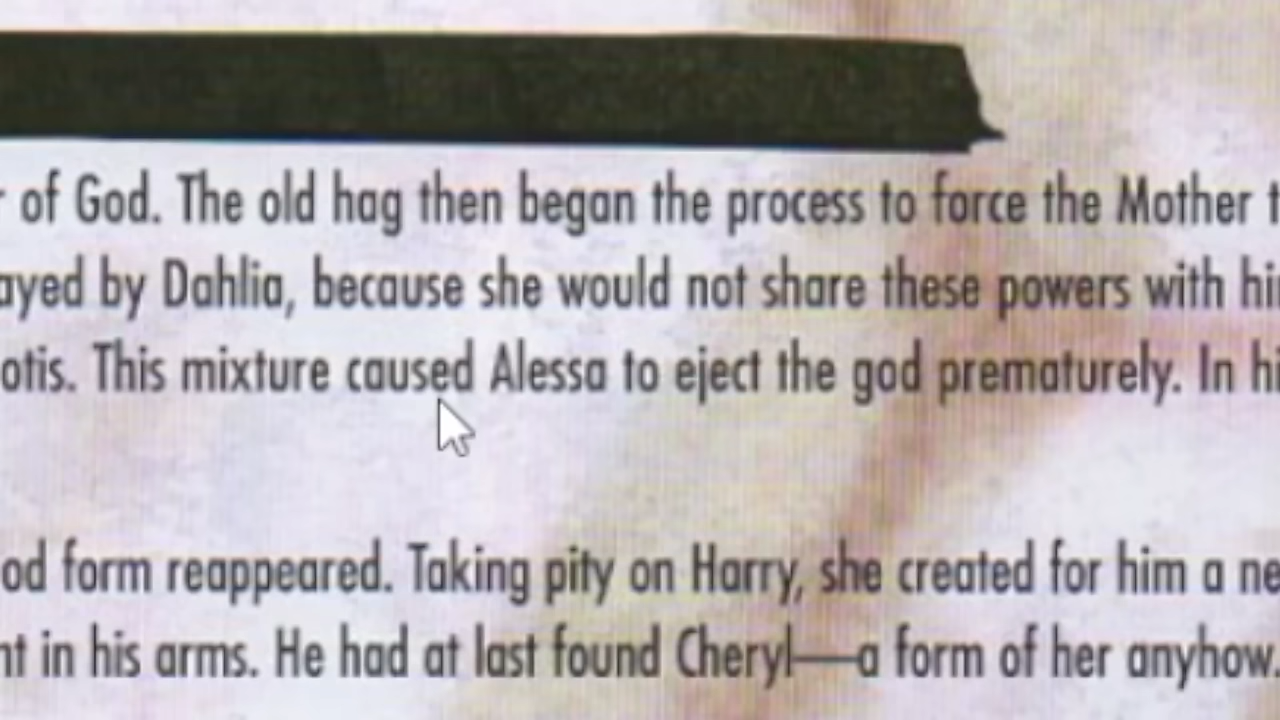 of God. The old hag then began the process to force the Mother t
ayed by Dahlia, because she would not share these powers with hi
otis. This mixture caused Alessa to eject the god prematurely. In hi
od form reappeared. Taking pity on Harry, she created for him a ne
nt in his arms. He had at last found Cheryl—a form of her anyhow.